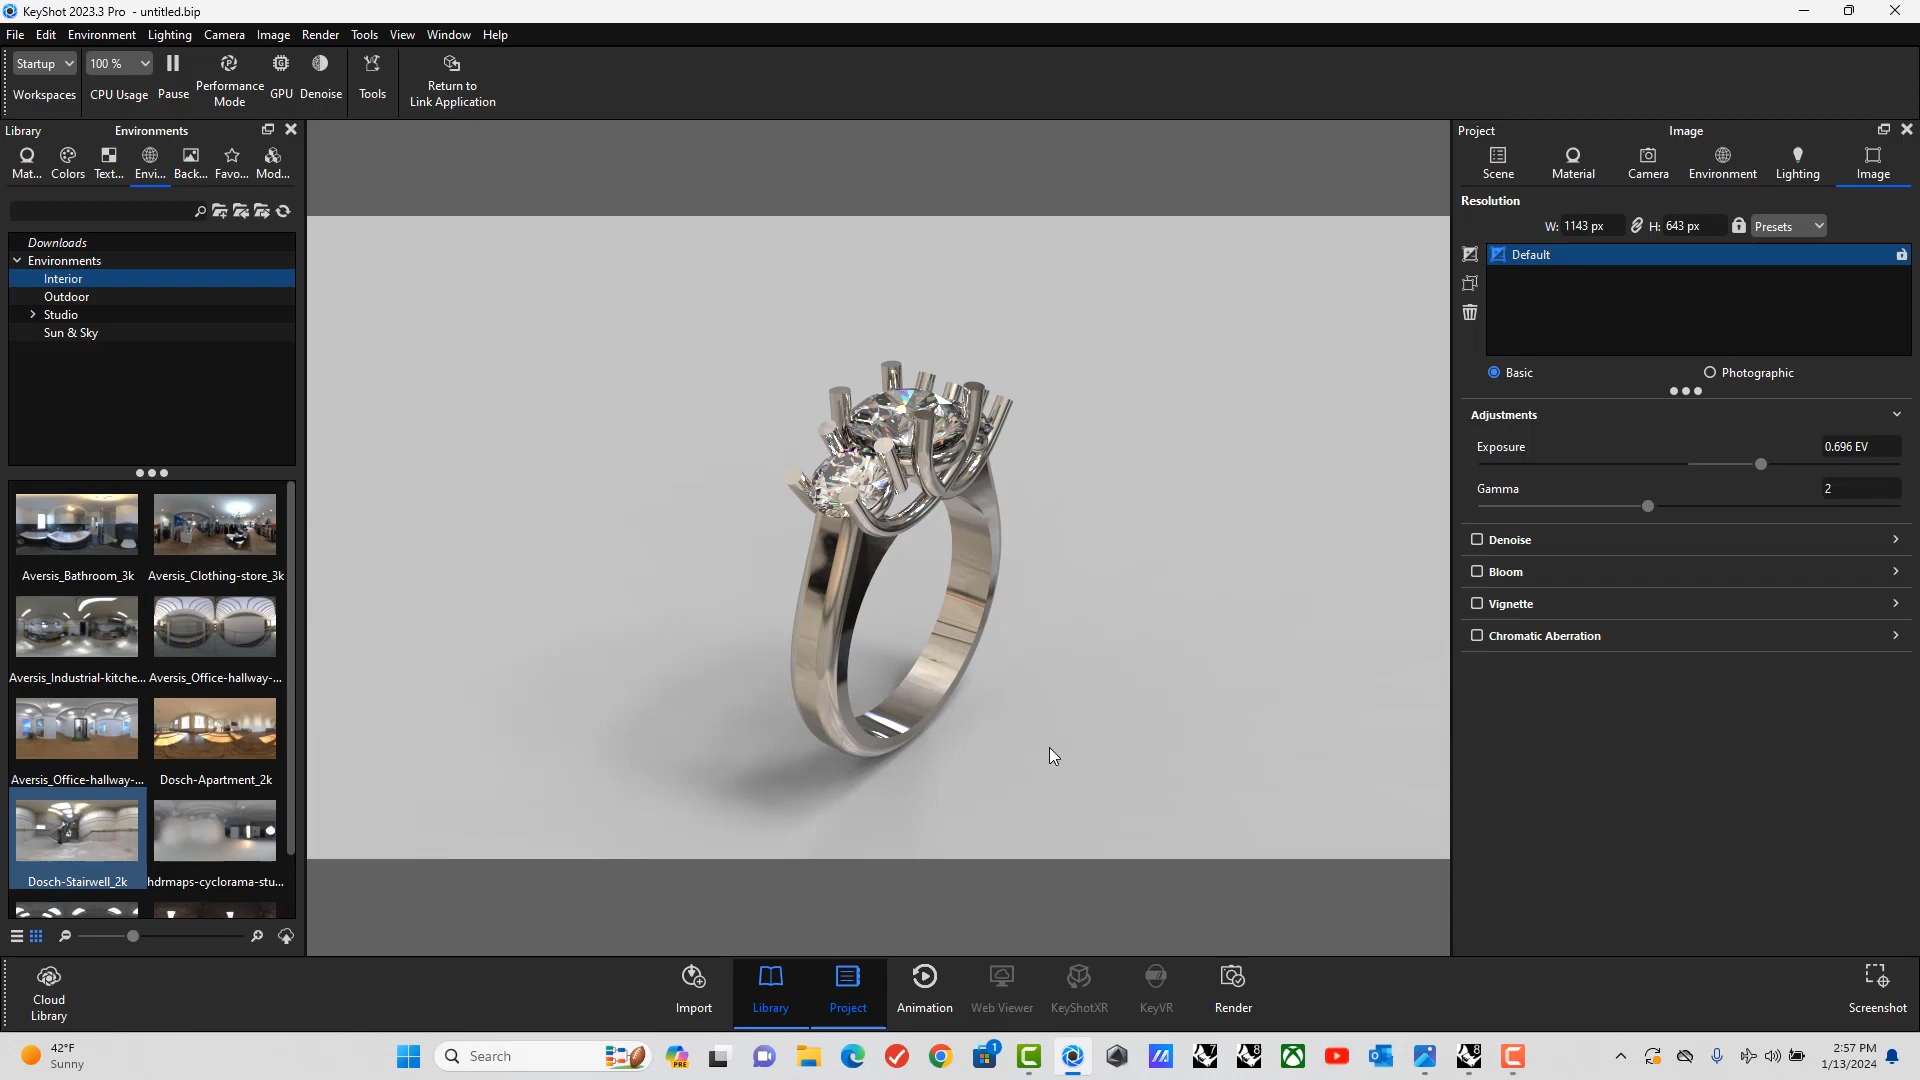 KeyShot 2023.3 Pro - untitled.bip
File Edit Environment Lighting Camera Image Render Tools View Window Help
Startup 100 %
Workspaces CPU Usage Pause Performance Mode GPU Denoise Tools Return to Link Application
Library Environments
Mat... Colors Text... Envi... Back... Favo... Mod...
Downloads
Environments
Interior
Outdoor
Studio
Sun & Sky
Aversis_Bathroom_3k Aversis_Clothing-store_3k
Aversis_Industrial-kitche... Aversis_Office-hallway-...
Aversis_Office-hallway-... Dosch-Apartment_2k
Dosch-Stairwell_2k hdrmaps-cyclorama-stu...
Project Image
Scene Material Camera Environment Lighting Image
Resolution
W: 1143 px H: 643 px Presets
Default
Basic Photographic
Adjustments
Exposure 0.696 EV
Gamma 2
Denoise
Bloom
Vignette
Chromatic Aberration
Cloud Library
Import Library Project Animation Web Viewer KeyShotXR KeyVR Render
Screenshot
42°F
Sunny
Search
PRE
1
7
8
8
2:57 PM
1/13/2024